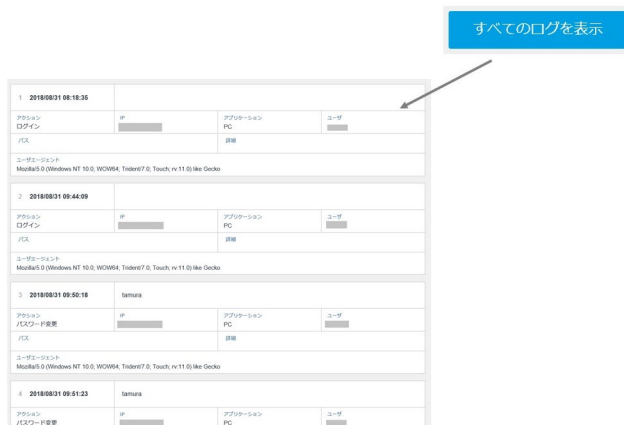 すべてのログを表示
1 2018/08/31 08:18:35
アクション IP アプリケーション ユーザ
ログイン PC
パス 詳細
ユーザエージェント
Mozilla/5.0 (Windows NT 10.0; WOW64; Trident/7.0; Touch; rv:11.0) like Gecko
2 2018/08/31 09:44:09
アクション IP アプリケーション ユーザ
ログイン PC
パス 詳細
ユーザエージェント
Mozilla/5.0 (Windows NT 10.0; WOW64; Trident/7.0; Touch; rv:11.0) like Gecko
3 2018/08/31 09:50:18 tamura
アクション IP アプリケーション ユーザ
パスワード変更 PC
パス 詳細
ユーザエージェント
Mozilla/5.0 (Windows NT 10.0; WOW64; Trident/7.0; Touch; rv:11.0) like Gecko
4 2018/08/31 09:51:23 tamura
アクション IP アプリケーション ユーザ
パスワード変更 PC